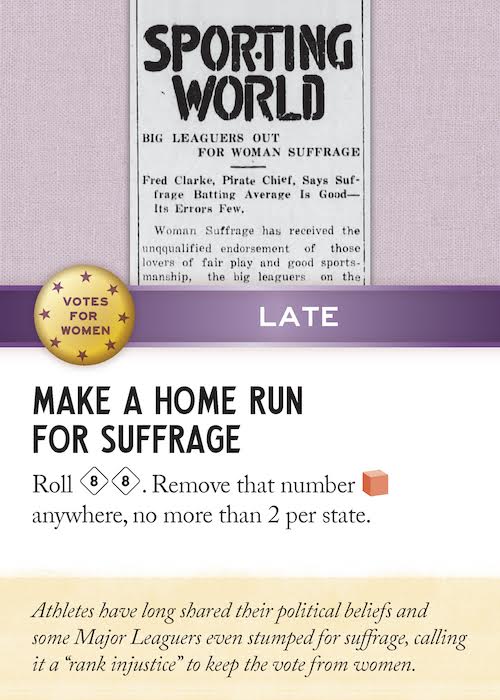 SPORTING
WORLD
BIG LEAGUERS OUT
FOR WOMAN SUFFRAGE
Fred Clarke, Pirate Chief, Says Suf-
frage Batting Average Is Good—
Its Errors Few.
Woman Suffrage has received the
unqualified endorsement of those
lovers of fair play and good sports-
manship, the big leaguers on the
VOTES
FOR
WOMEN
LATE
MAKE A HOME RUN
FOR SUFFRAGE
Roll 8 8. Remove that number
anywhere, no more than 2 per state.
Athletes have long shared their political beliefs and
some Major Leaguers even stumped for suffrage, calling
it a “rank injustice” to keep the vote from women.